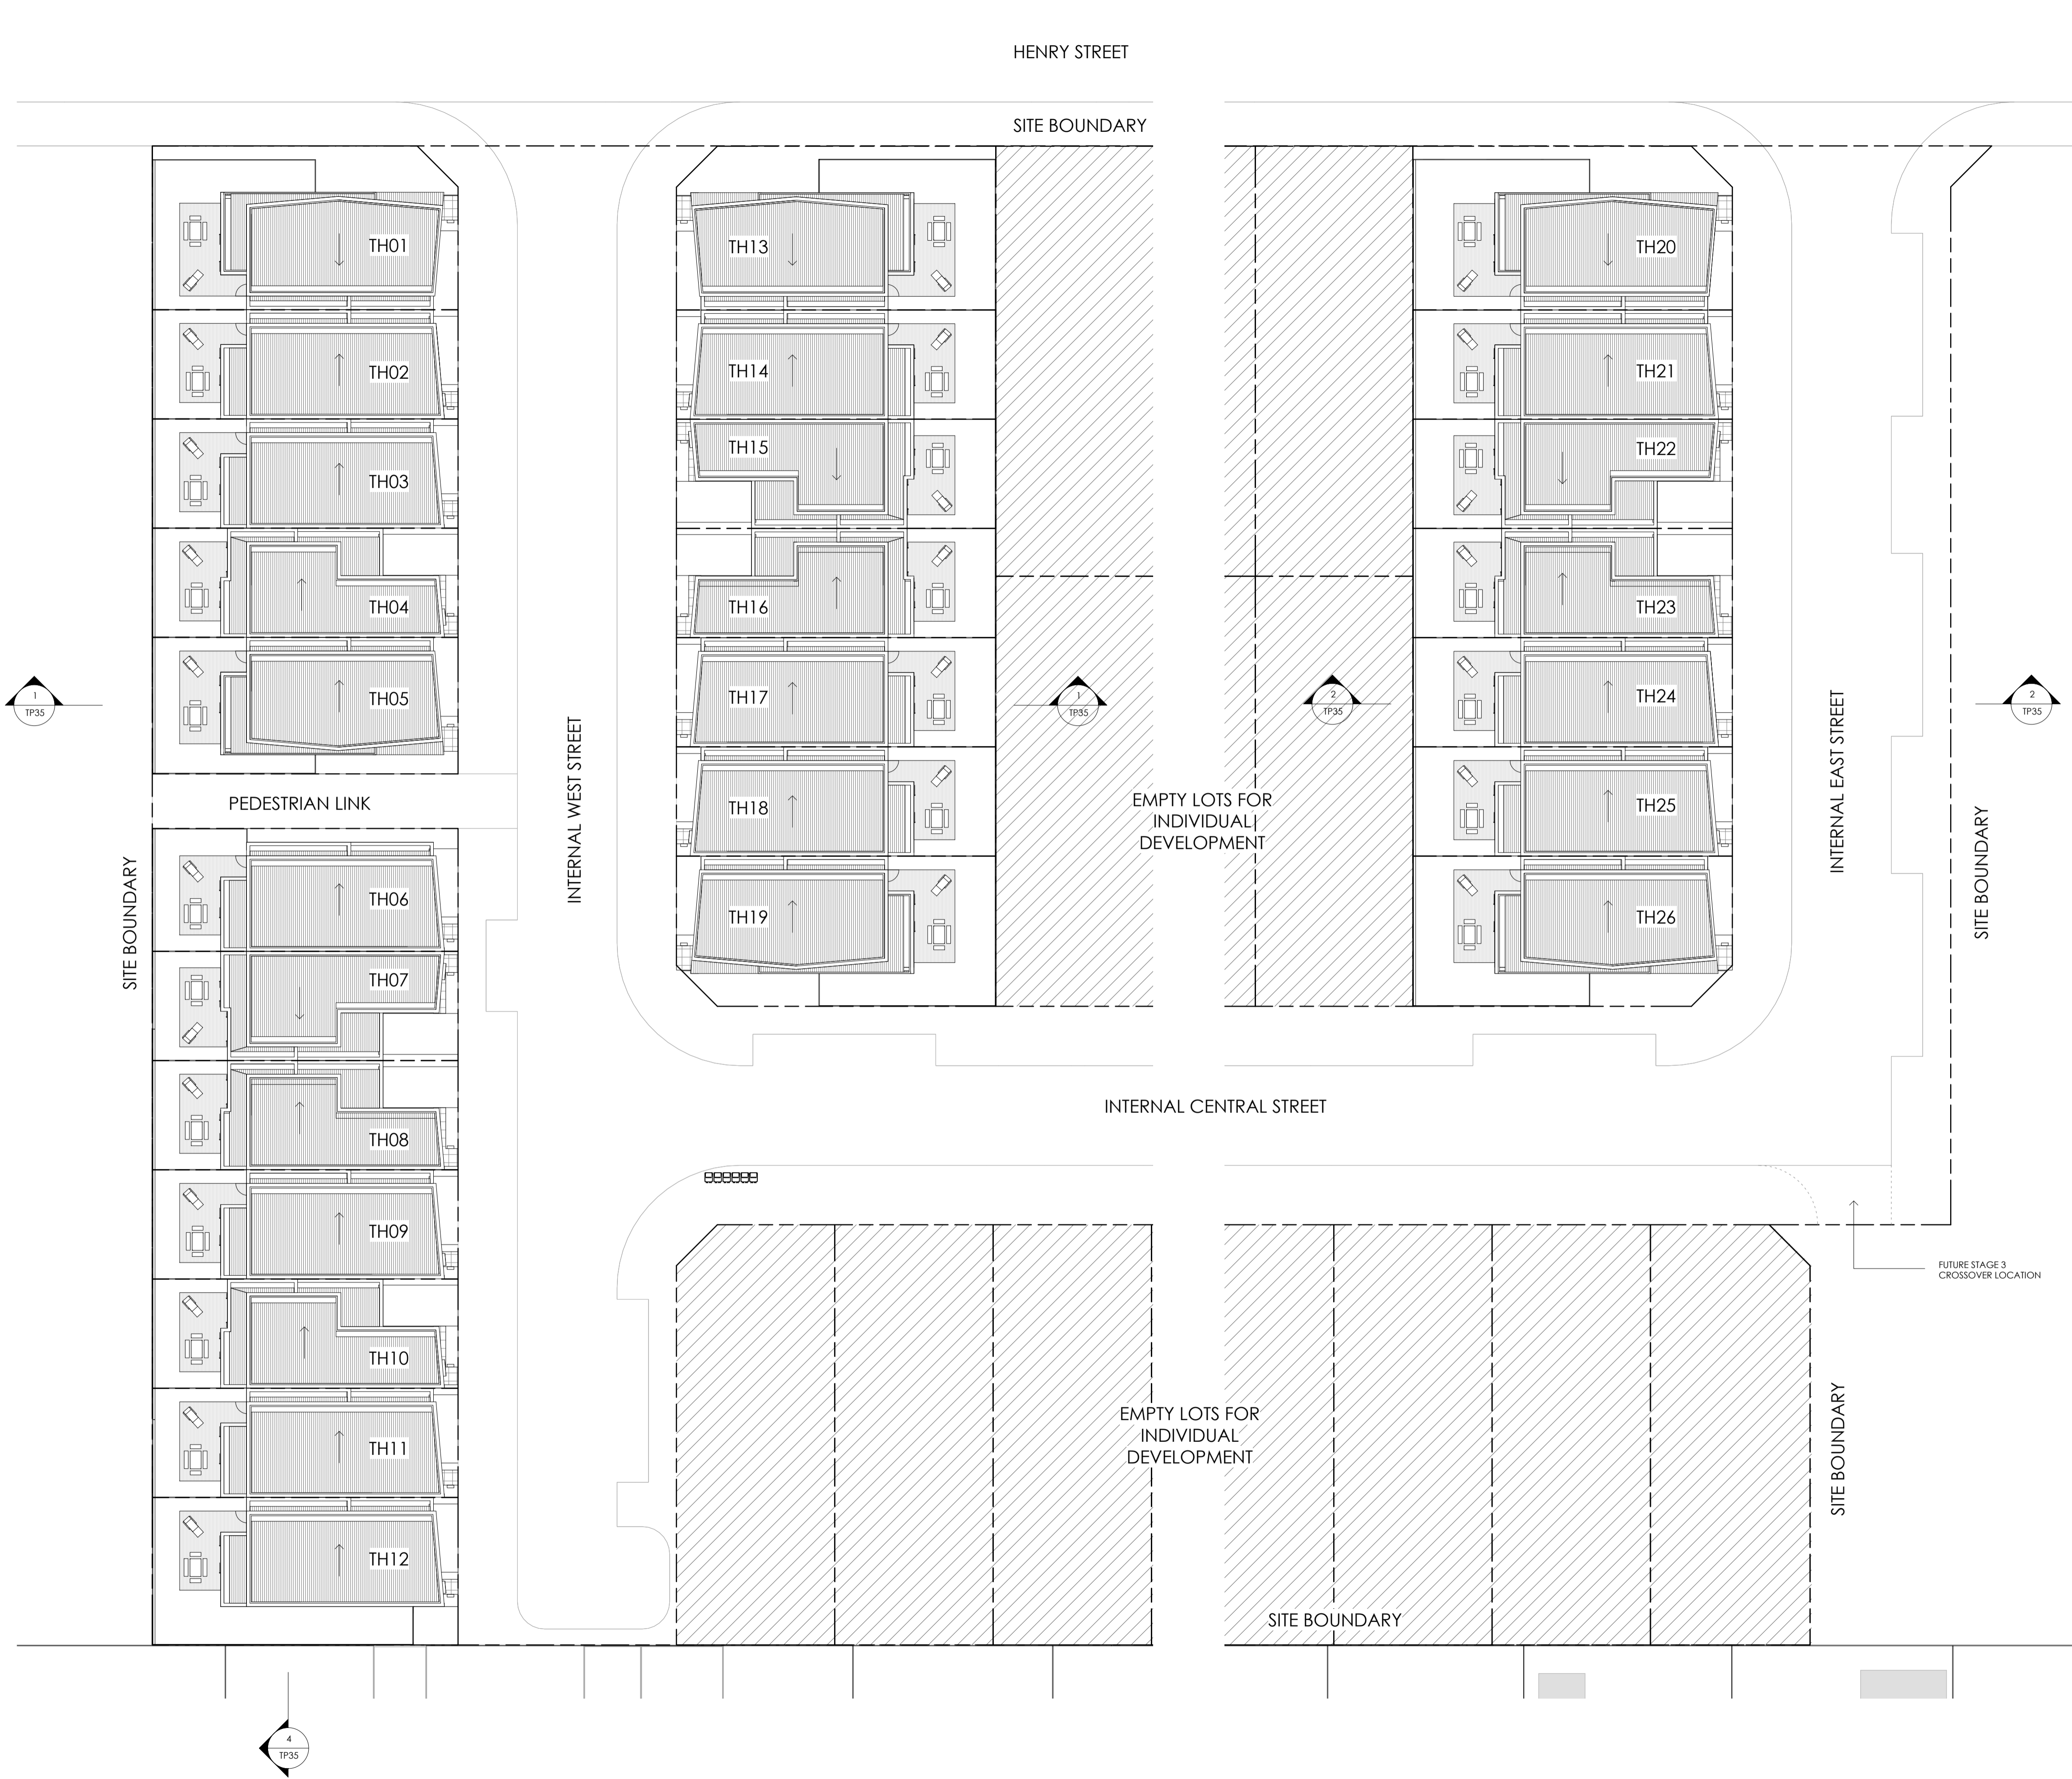 HENRY STREET
SITE BOUNDARY
TH01
TH13
TH20
TH02
TH14
TH21
TH15
TH22
TH03
TH04
TH16
TH23
1
TP35
TH05
TH17
1
TP35
2
TP35
TH24
2
TP35
INTERNAL WEST STREET
INTERNAL EAST STREET
PEDESTRIAN LINK
TH18
EMPTY LOTS FOR
INDIVIDUAL
DEVELOPMENT
TH25
SITE BOUNDARY
SITE BOUNDARY
TH06
TH19
TH26
TH07
INTERNAL CENTRAL STREET
TH08
TH09
FUTURE STAGE 3
CROSSOVER LOCATION
TH10
EMPTY LOTS FOR
INDIVIDUAL
DEVELOPMENT
SITE BOUNDARY
TH11
TH12
SITE BOUNDARY
4
TP35